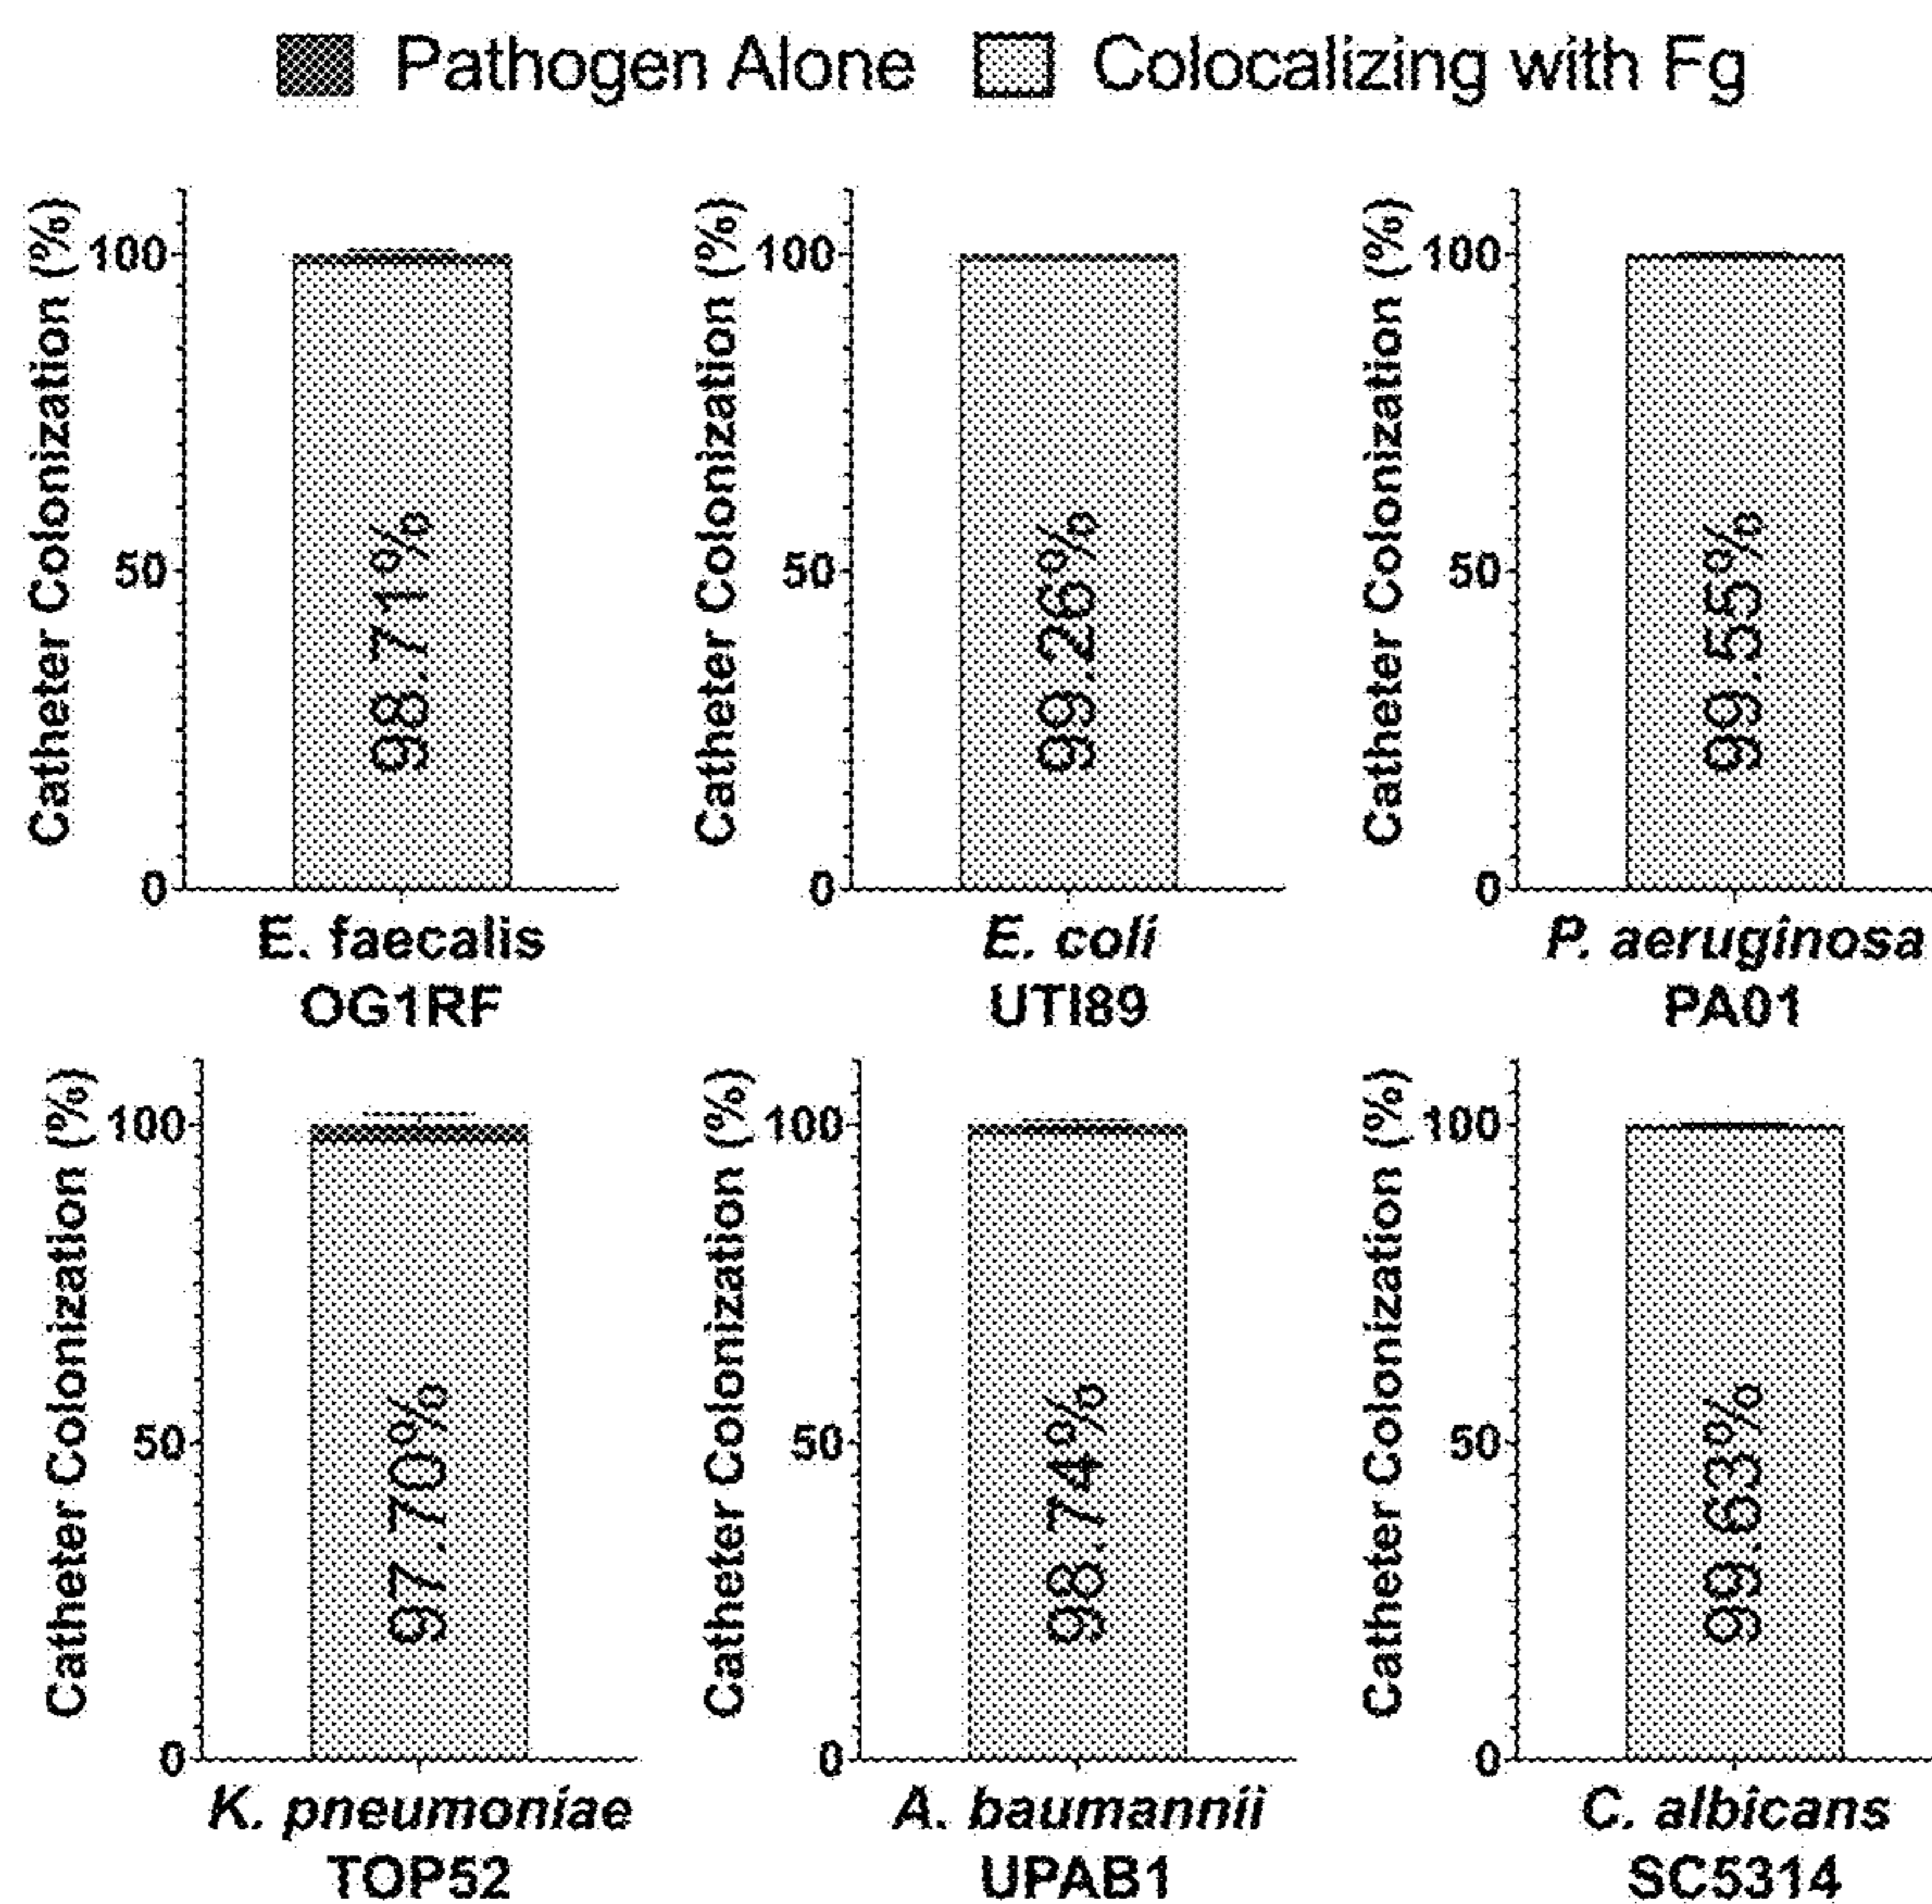 Pathogen Alone Colocalizing with Fg
Catheter Colonization (%)
100
50
0
98.71%
E. faecalis
OG1RF
Catheter Colonization (%)
100
50
0
99.26%
E. coli
UTI89
Catheter Colonization (%)
100
50
0
99.55%
P. aeruginosa
PA01
Catheter Colonization (%)
100
50
0
97.70%
K. pneumoniae
TOP52
Catheter Colonization (%)
100
50
0
98.74%
A. baumannii
UPAB1
Catheter Colonization (%)
100
50
0
99.63%
C. albicans
SC5314